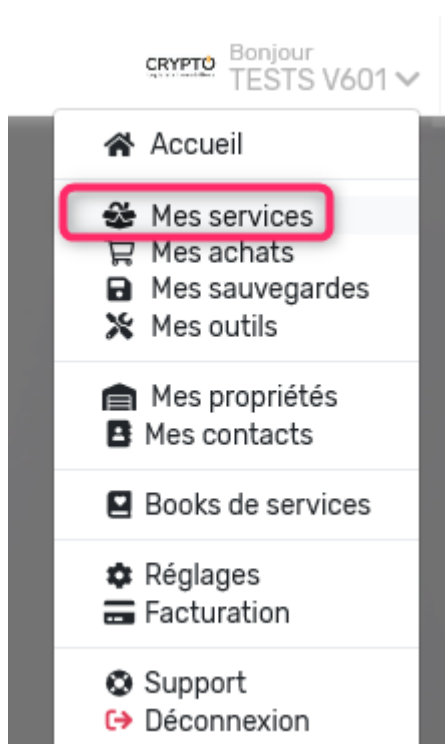 CRYPTO
Bonjour
TESTS V601
Accueil
Mes services
Mes achats
Mes sauvegardes
Mes outils
Mes propriétés
Mes contacts
Books de services
Réglages
Facturation
Support
Déconnexion